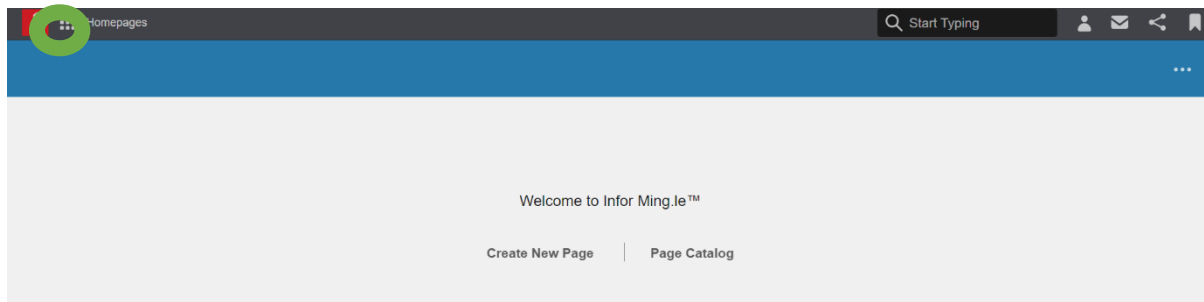 Homepages
Start Typing
Welcome to Infor Ming.le™
Create New Page
Page Catalog